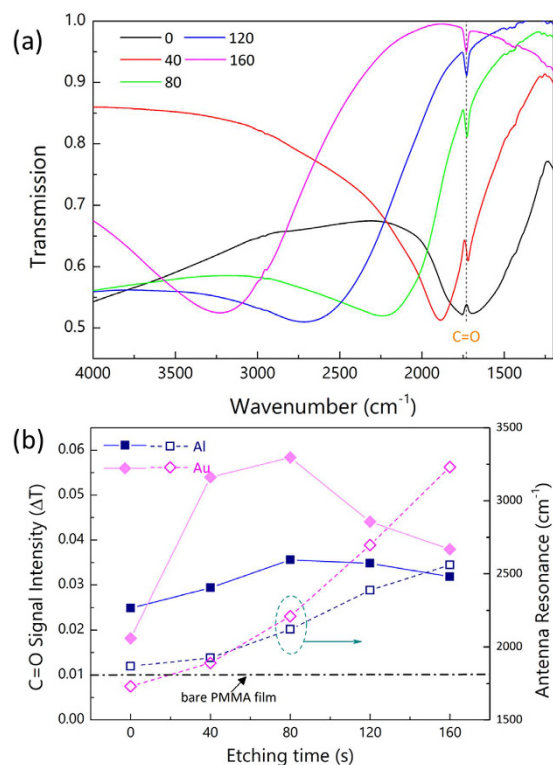 (a)
1.0
0.9
0.8
0.7
0.6
0.5
Transmission
0
40
80
120
160
C=O
4000 3500 3000 2500 2000 1500
Wavenumber (cm⁻¹)
(b)
0.06
0.05
0.04
0.03
0.02
0.01
0.00
C=O Signal Intensity (ΔT)
Al
Au
bare PMMA film
3500
3000
2500
2000
1500
Antenna Resonance (cm⁻¹)
0 40 80 120 160
Etching time (s)